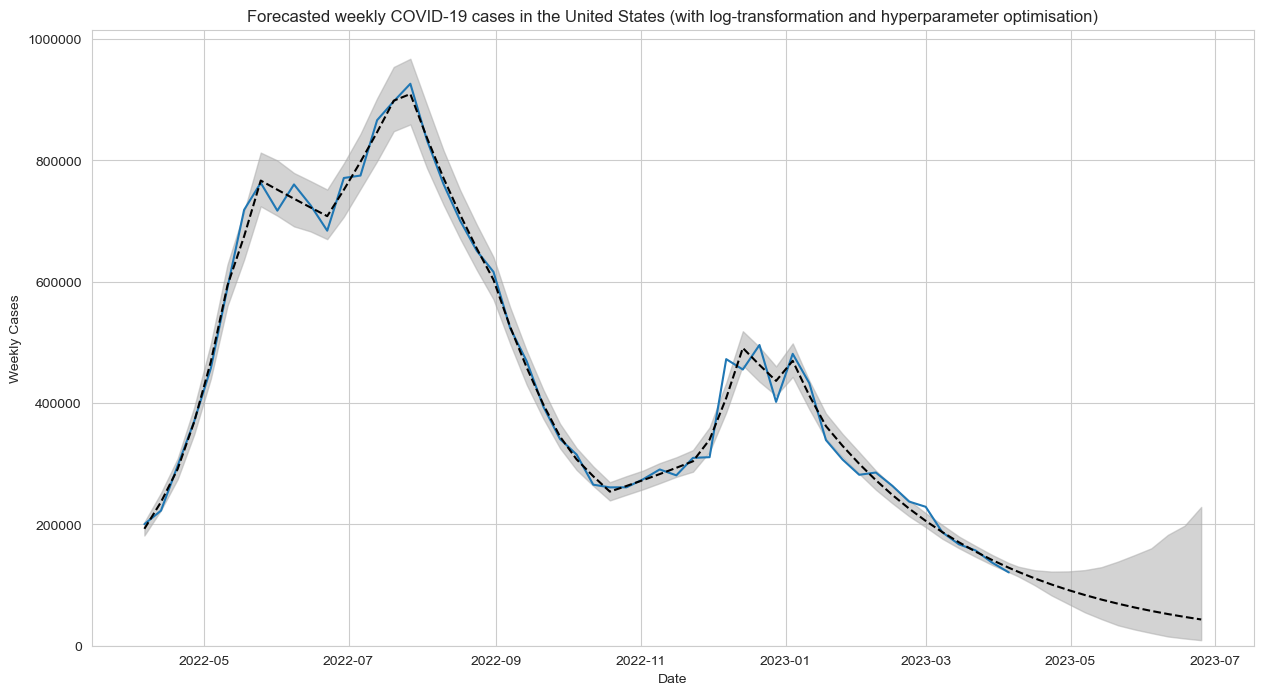 Forecasted weekly COVID-19 cases in the United States (with log-transformation and hyperparameter optimisation)
1000000
800000
600000
400000
200000
0
Weekly Cases
2022-05 2022-07 2022-09 2022-11 2023-01 2023-03 2023-05 2023-07
Date